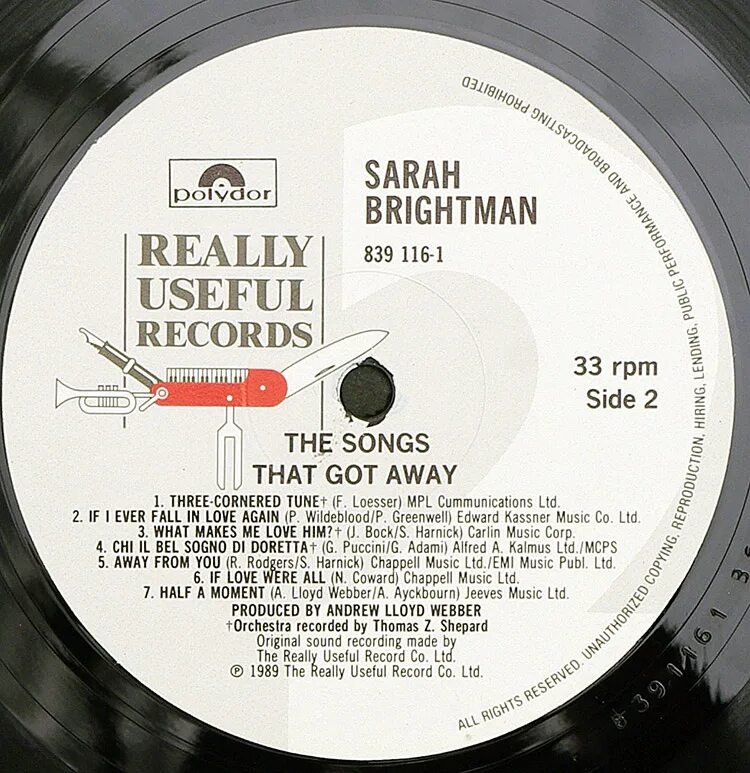 polydor
REALLY
USEFUL
RECORDS
SARAH
BRIGHTMAN
839 116-1
33 rpm
Side 2
THE SONGS
THAT GOT AWAY
1. THREE-CORNERED TUNE† (F. Loesser) MPL Cummunications Ltd.
2. IF I EVER FALL IN LOVE AGAIN (P. Wildeblood/P. Greenwell) Edward Kassner Music Co. Ltd.
3. WHAT MAKES ME LOVE HIM?† (J. Bock/S. Harnick) Carlin Music Corp.
4. CHI IL BEL SOGNO DI DORETTA† (G. Puccini/G. Adami) Alfred A. Kalmus Ltd./MCPS
5. AWAY FROM YOU (R. Rodgers/S. Harnick) Chappell Music Ltd./EMI Music Publ. Ltd.
6. IF LOVE WERE ALL (N. Coward) Chappell Music Ltd.
7. HALF A MOMENT (A. Lloyd Webber/A. Ayckbourn) Jeeves Music Ltd.
PRODUCED BY ANDREW LLOYD WEBBER
†Orchestra recorded by Thomas Z. Shepard
Original sound recording made by
The Really Useful Record Co. Ltd.
℗ 1989 The Really Useful Record Co. Ltd.
ALL RIGHTS RESERVED. UNAUTHORIZED COPYING, REPRODUCTION, HIRING, LENDING, PUBLIC PERFORMANCE AND BROADCASTING PROHIBITED